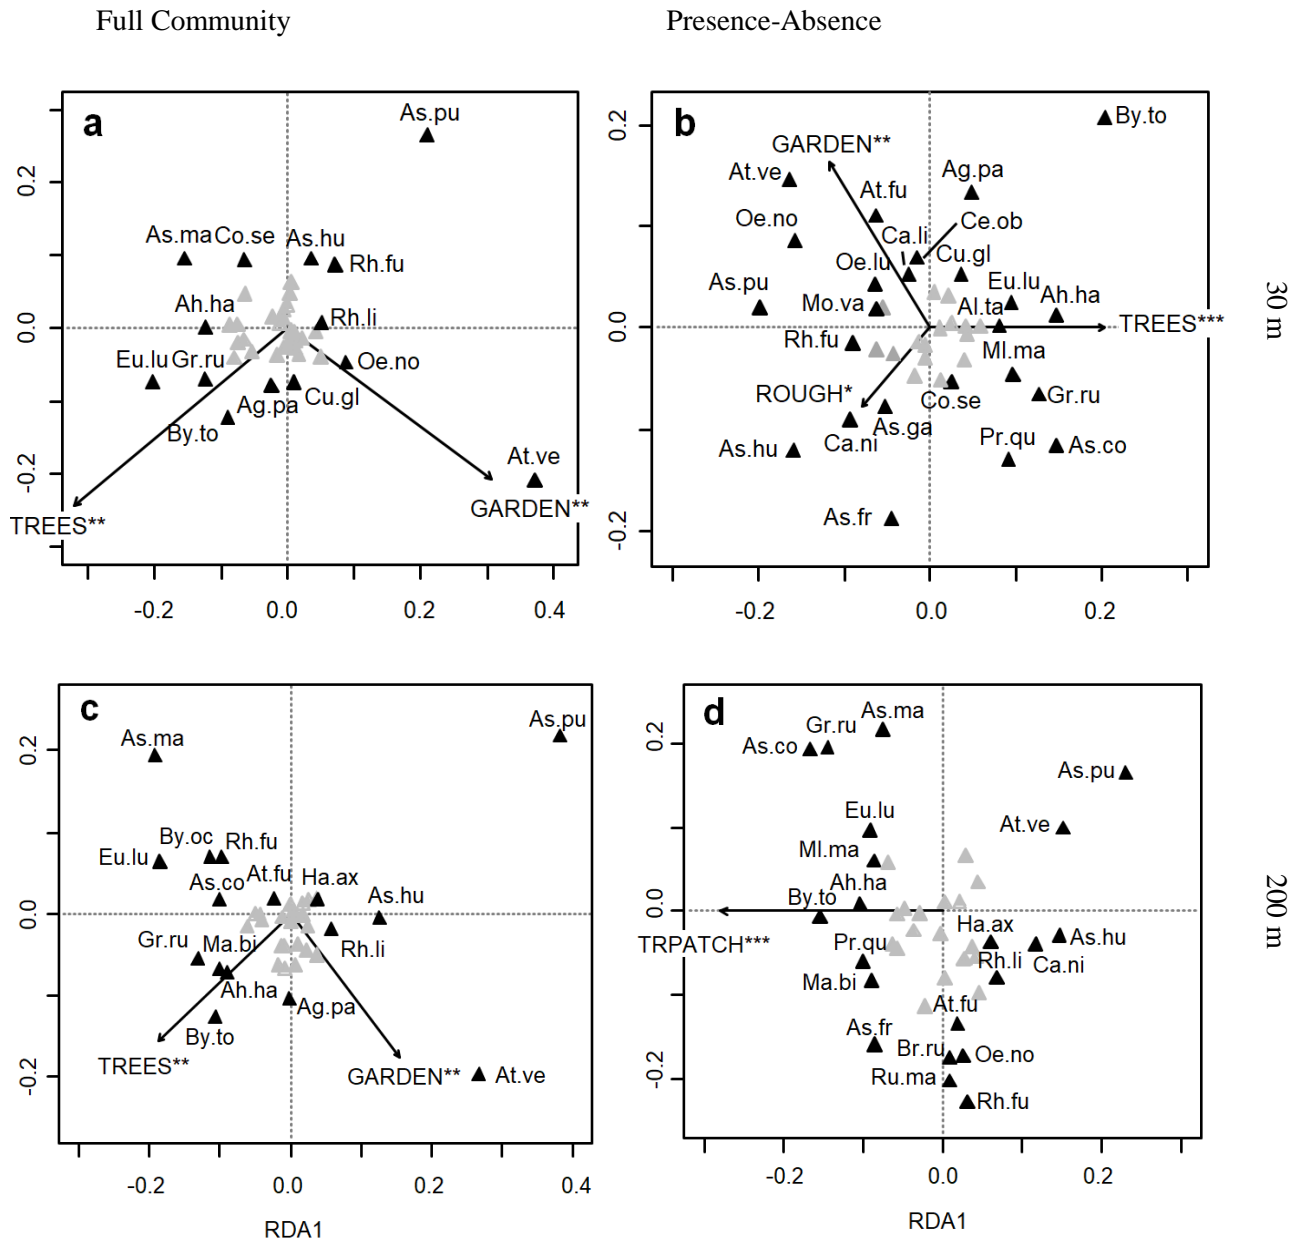 Full Community
Presence-Absence
a
As.pu
0.2
As.ma
Co.se
As.hu
Rh.fu
Ah.ha
0.0
Rh.li
Eu.lu
Gr.ru
Oe.no
Ag.pa
Cu.gl
By.to
At.ve
-0.2
GARDEN**
TREES**
-0.2
0.0
0.2
0.4
b
0.2
By.to
GARDEN**
At.ve
At.fu
Ag.pa
Oe.no
Ce.ob
Ca.li
Cu.gl
Oe.lu
As.pu
Eu.lu
Ah.ha
Mo.va
Al.ta
0.0
TREES***
Rh.fu
Ml.ma
ROUGH*
Co.se
Gr.ru
As.ga
Ca.ni
As.hu
Pr.qu
As.co
As.fr
-0.2
-0.2
0.0
0.2
30 m
c
As.pu
As.ma
0.2
By.oc
Rh.fu
Eu.lu
As.co
At.fu
Ha.ax
As.hu
0.0
Gr.ru
Ma.bi
Rh.li
Ah.ha
Ag.pa
By.to
TREES**
GARDEN**
At.ve
-0.2
-0.2
0.0
0.2
0.4
RDA1
d
As.ma
Gr.ru
As.co
0.2
As.pu
Eu.lu
At.ve
Ml.ma
Ah.ha
By.to
0.0
TRPATCH***
Ha.ax
As.hu
Pr.qu
Rh.li
Ca.ni
Ma.bi
At.fu
As.fr
Br.ru
Oe.no
Ru.ma
-0.2
Rh.fu
-0.2
0.0
0.2
RDA1
200 m